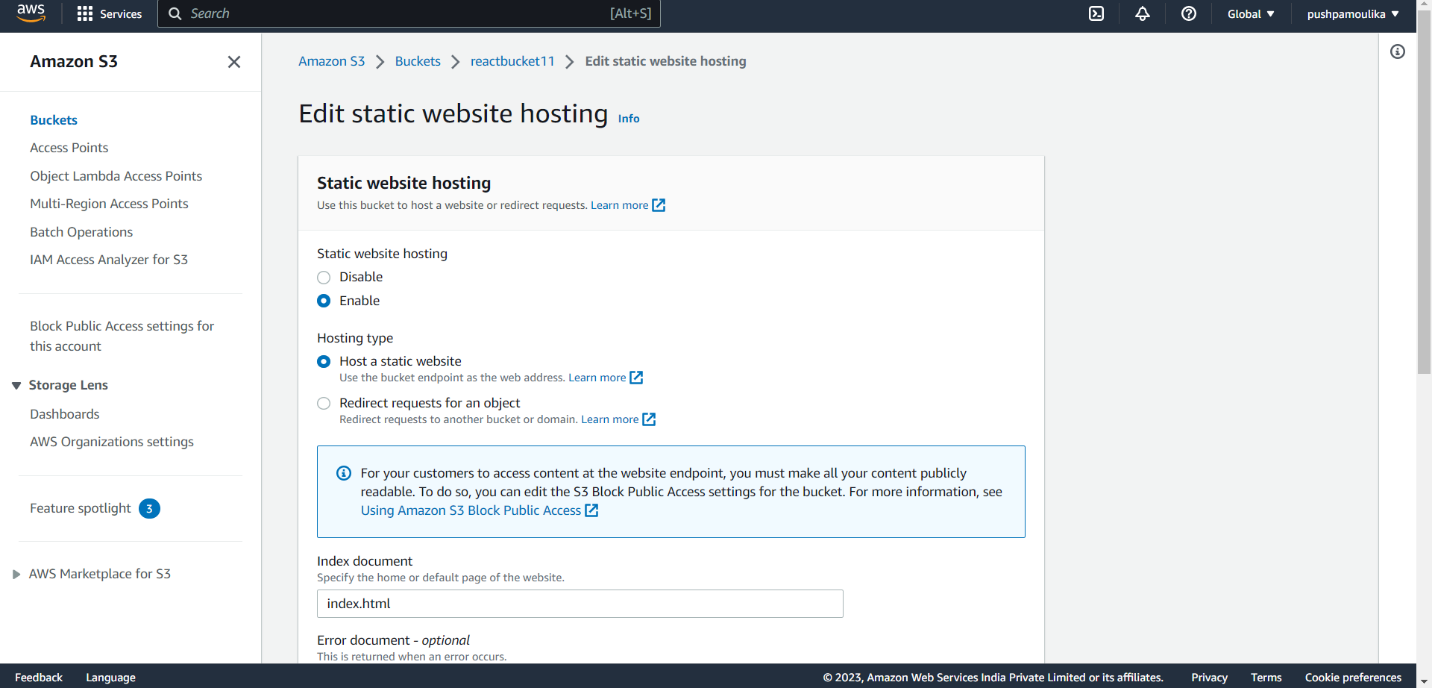 aws
Services
Search
[Alt+S]
Global
pushpamoulika
Amazon S3
Buckets
Access Points
Object Lambda Access Points
Multi-Region Access Points
Batch Operations
IAM Access Analyzer for S3
Block Public Access settings for
this account
Storage Lens
Dashboards
AWS Organizations settings
Feature spotlight 3
AWS Marketplace for S3
Amazon S3 > Buckets > reactbucket11 > Edit static website hosting
Edit static website hosting Info
Static website hosting
Use this bucket to host a website or redirect requests. Learn more
Static website hosting
Disable
Enable
Hosting type
Host a static website
Use the bucket endpoint as the web address. Learn more
Redirect requests for an object
Redirect requests to another bucket or domain. Learn more
For your customers to access content at the website endpoint, you must make all your content publicly
readable. To do so, you can edit the S3 Block Public Access settings for the bucket. For more information, see
Using Amazon S3 Block Public Access
Index document
Specify the home or default page of the website.
index.html
Error document - optional
This is returned when an error occurs.
Feedback
Language
© 2023, Amazon Web Services India Private Limited or its affiliates.
Privacy
Terms
Cookie preferences